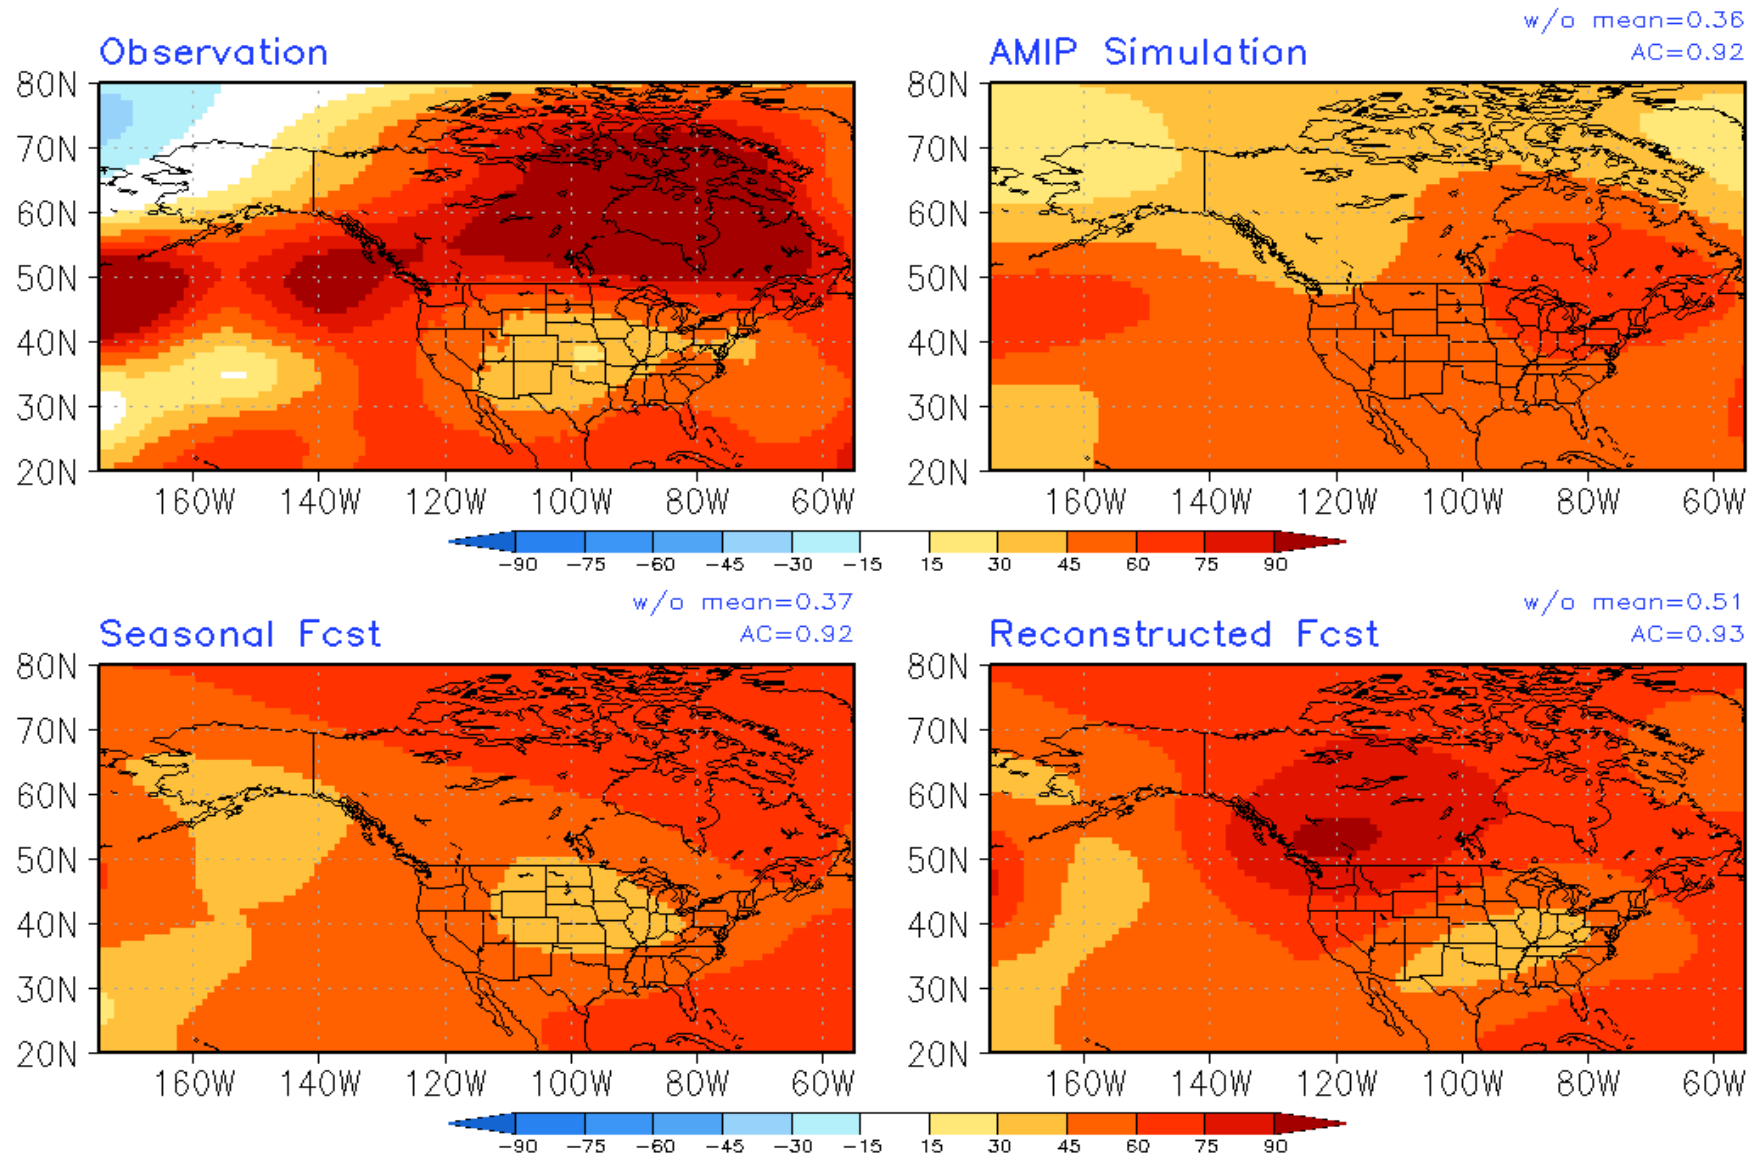 w/o mean=0.36
Observation
AMIP Simulation
AC=0.92
80N
70N
60N
50N
40N
30N
20N
160W 140W 120W 100W 80W 60W
80N
70N
60N
50N
40N
30N
20N
160W 140W 120W 100W 80W 60W
-90 -75 -60 -45 -30 -15 15 30 45 60 75 90
w/o mean=0.37
Seasonal Fcst
AC=0.92
w/o mean=0.51
Reconstructed Fcst
AC=0.93
80N
70N
60N
50N
40N
30N
20N
160W 140W 120W 100W 80W 60W
80N
70N
60N
50N
40N
30N
20N
160W 140W 120W 100W 80W 60W
-90 -75 -60 -45 -30 -15 15 30 45 60 75 90